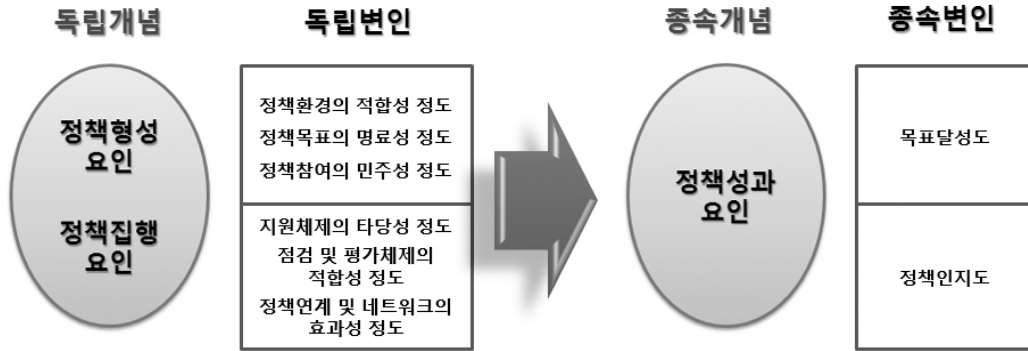 독립개념
독립변인
종속개념
종속변인
정책형성
요인
정책집행
요인
정책환경의 적합성 정도
정책목표의 명료성 정도
정책참여의 민주성 정도
지원체제의 타당성 정도
점검 및 평가체제의
적합성 정도
정책연계 및 네트워크의
효과성 정도
정책성과
요인
목표달성도
정책인지도